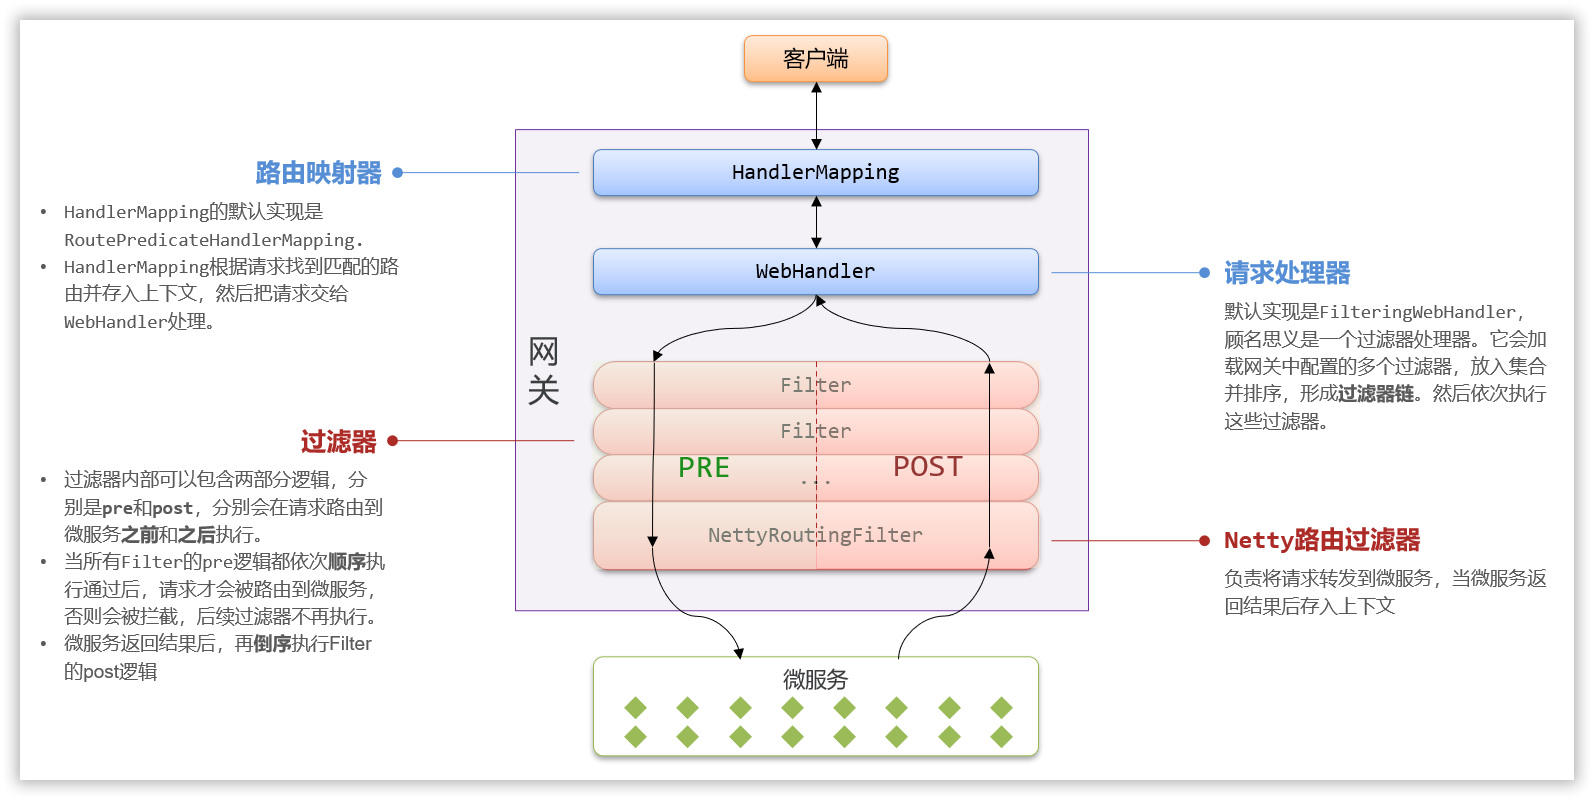 客户端
HandlerMapping
路由映射器
• HandlerMapping的默认实现是
RoutePredicateHandlerMapping.
• HandlerMapping根据请求找到匹配的路
由并存入上下文，然后把请求交给
WebHandler处理。
WebHandler
请求处理器
默认实现是FilteringWebHandler，
顾名思义是一个过滤器处理器。它会加
载网关中配置的多个过滤器，放入集合
并排序，形成过滤器链。然后依次执行
这些过滤器。
网
关
Filter
Filter
PRE
POST
...
NettyRoutingFilter
过滤器
• 过滤器内部可以包含两部分逻辑，分
别是pre和post，分别会在请求路由到
微服务之前和之后执行。
• 当所有Filter的pre逻辑都依次顺序执
行通过后，请求才会被路由到微服务，
否则会被拦截，后续过滤器不再执行。
• 微服务返回结果后，再倒序执行Filter
的post逻辑
Netty路由过滤器
负责将请求转发到微服务，当微服务返
回结果后存入上下文
微服务